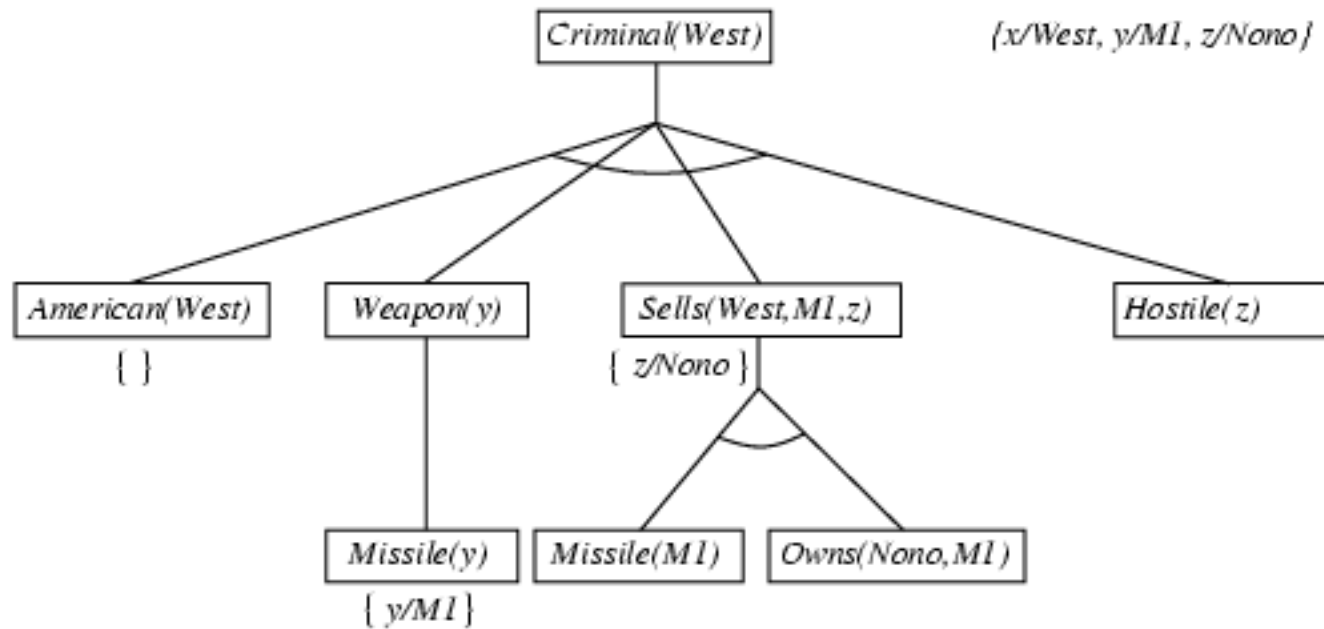 Criminal(West)
{x/West, y/M1, z/Nono}
American(West)
Weapon(y)
Sells(West,M1,z)
Hostile(z)
{ }
{ z/Nono }
Missile(y)
Missile(M1)
Owns(Nono,M1)
{ y/M1 }